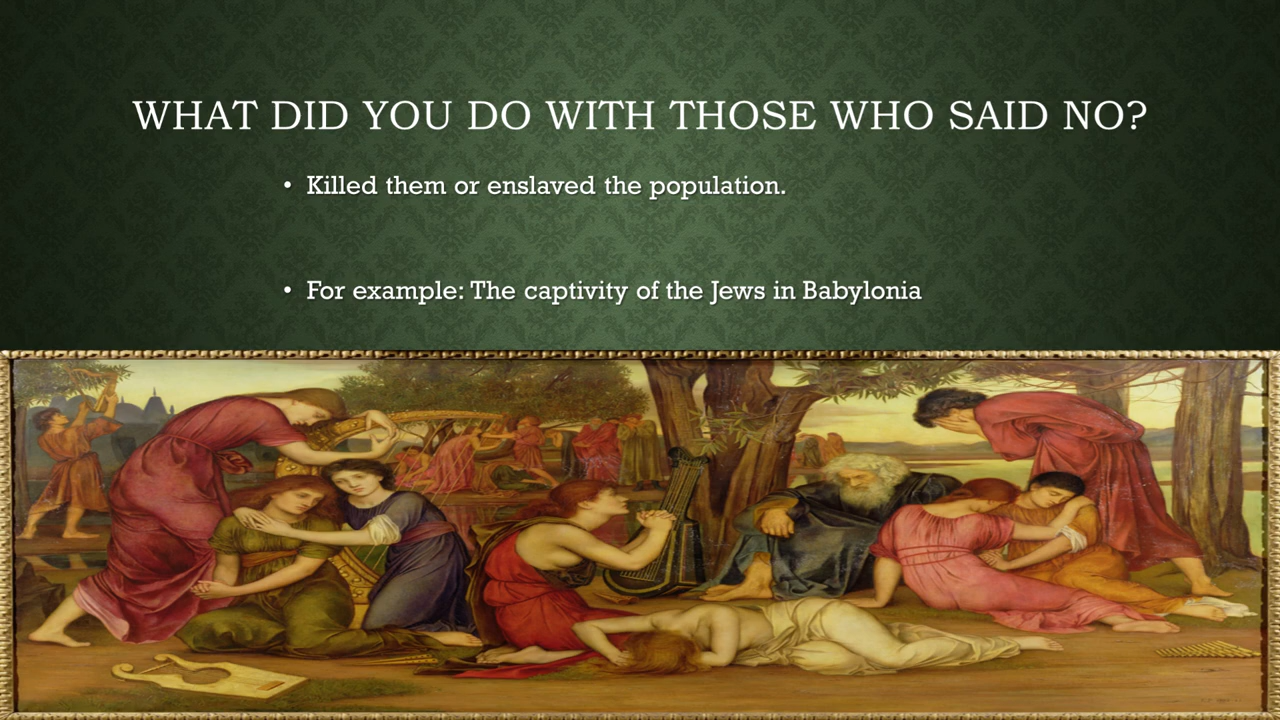 WHAT DID YOU DO WITH THOSE WHO SAID NO?
• Killed them or enslaved the population.
• For example: The captivity of the Jews in Babylonia